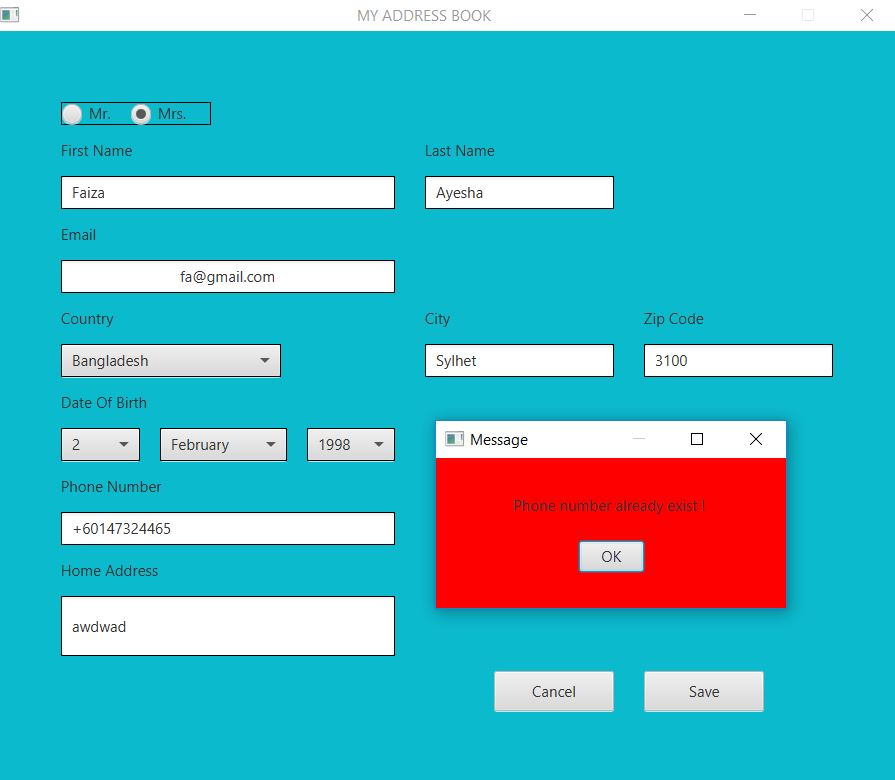 MY ADDRESS BOOK
Mr. Mrs.
First Name Last Name
Faiza Ayesha
Email
fa@gmail.com
Country City Zip Code
Bangladesh Sylhet 3100
Date Of Birth
2 February 1998
Message
Phone Number
Phone number already exist !
+60147324465
OK
Home Address
awdwad
Cancel Save